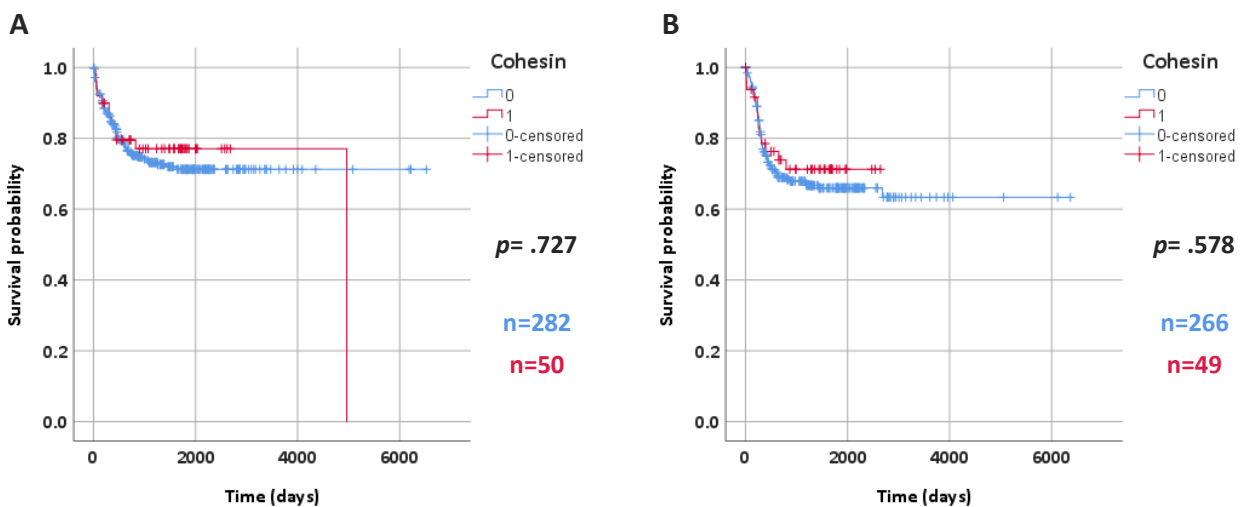 A
Survival probability
1.0
0.8
0.6
0.4
0.2
0.0
0 2000 4000 6000
Time (days)
Cohesin
0
1
0-censored
1-censored
p= .727
n=282
n=50
B
Survival probability
1.0
0.8
0.6
0.4
0.2
0.0
0 2000 4000 6000
Time (days)
Cohesin
0
1
0-censored
1-censored
p= .578
n=266
n=49